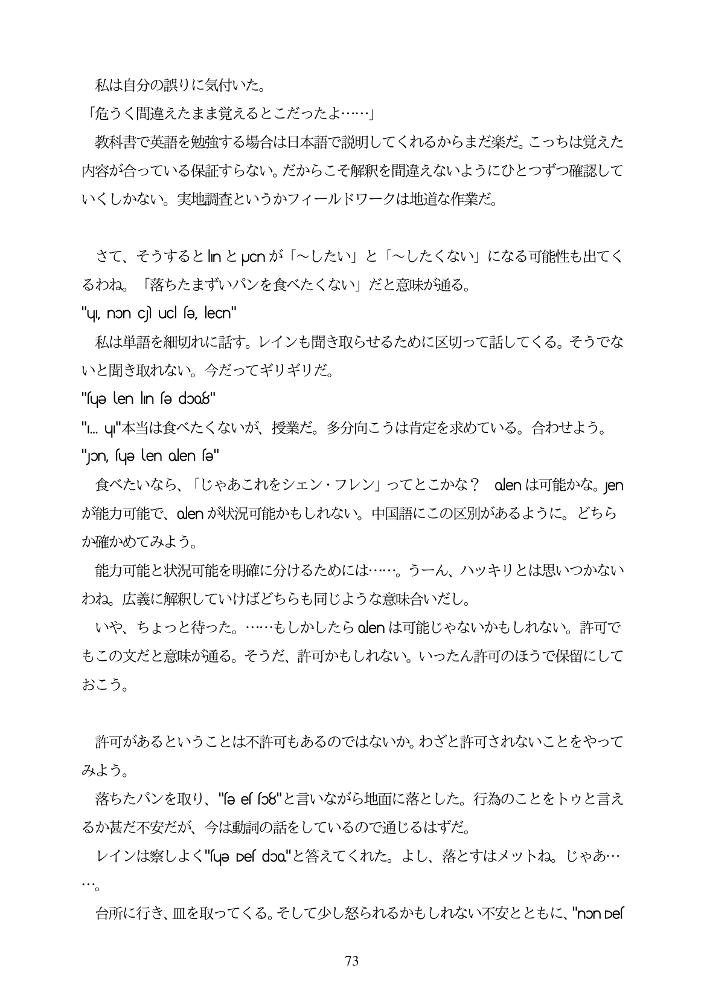 私は自分の誤りに気付いた。
「危うく間違えたまま覚えるとこだったよ……」
教科書で英語を勉強する場合は日本語で説明してくれるからまだ楽だ。こっちは覚えた
内容が合っている保証すらない。だからこそ解釈を間違えないようにひとつずつ確認して
いくしかない。実地調査というかフィールドワークは地道な作業だ。
さて、そうすると lın と が「～したい」と「～したくない」になる可能性も出てく
るわね。「落ちたまずいパンを食べたくない」だと意味が通る。
私は単語を細切れに話す。レインも聞き取らせるために区切って話してくる。そうでな
いと聞き取れない。今だってギリギリだ。
本当は食べたくないが、授業だ。多分向こうは肯定を求めている。合わせよう。
食べたいなら、「じゃあこれをシェン・フレン」ってとこかな？ は可能かな。
が能力可能で、 が状況可能かもしれない。中国語にこの区別があるように。どちら
か確かめてみよう。
能力可能と状況可能を明確に分けるためには……。うーん、ハッキリとは思いつかない
わね。広義に解釈していけばどちらも同じような意味合いだし。
いや、ちょっと待った。……もしかしたら は可能じゃないかもしれない。許可で
もこの文だと意味が通る。そうだ、許可かもしれない。いったん許可のほうで保留にして
おこう。
許可があるということは不許可もあるのではないか。わざと許可されないことをやって
みよう。
落ちたパンを取り、 と言いながら地面に落とした。行為のことをトゥと言え
るか甚だ不安だが、今は動詞の話をしているので通じるはずだ。
レインは察しよく と答えてくれた。よし、落とすはメットね。じゃあ…
…。
台所に行き、皿を取ってくる。そして少し怒られるかもしれない不安とともに、
73